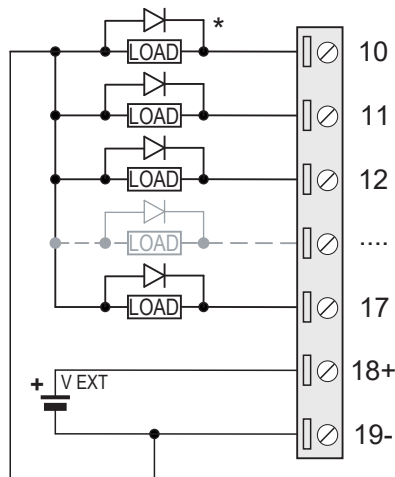 *
LOAD 10
LOAD 11
LOAD 12
LOAD ....
LOAD 17
18+
+ V EXT
19-